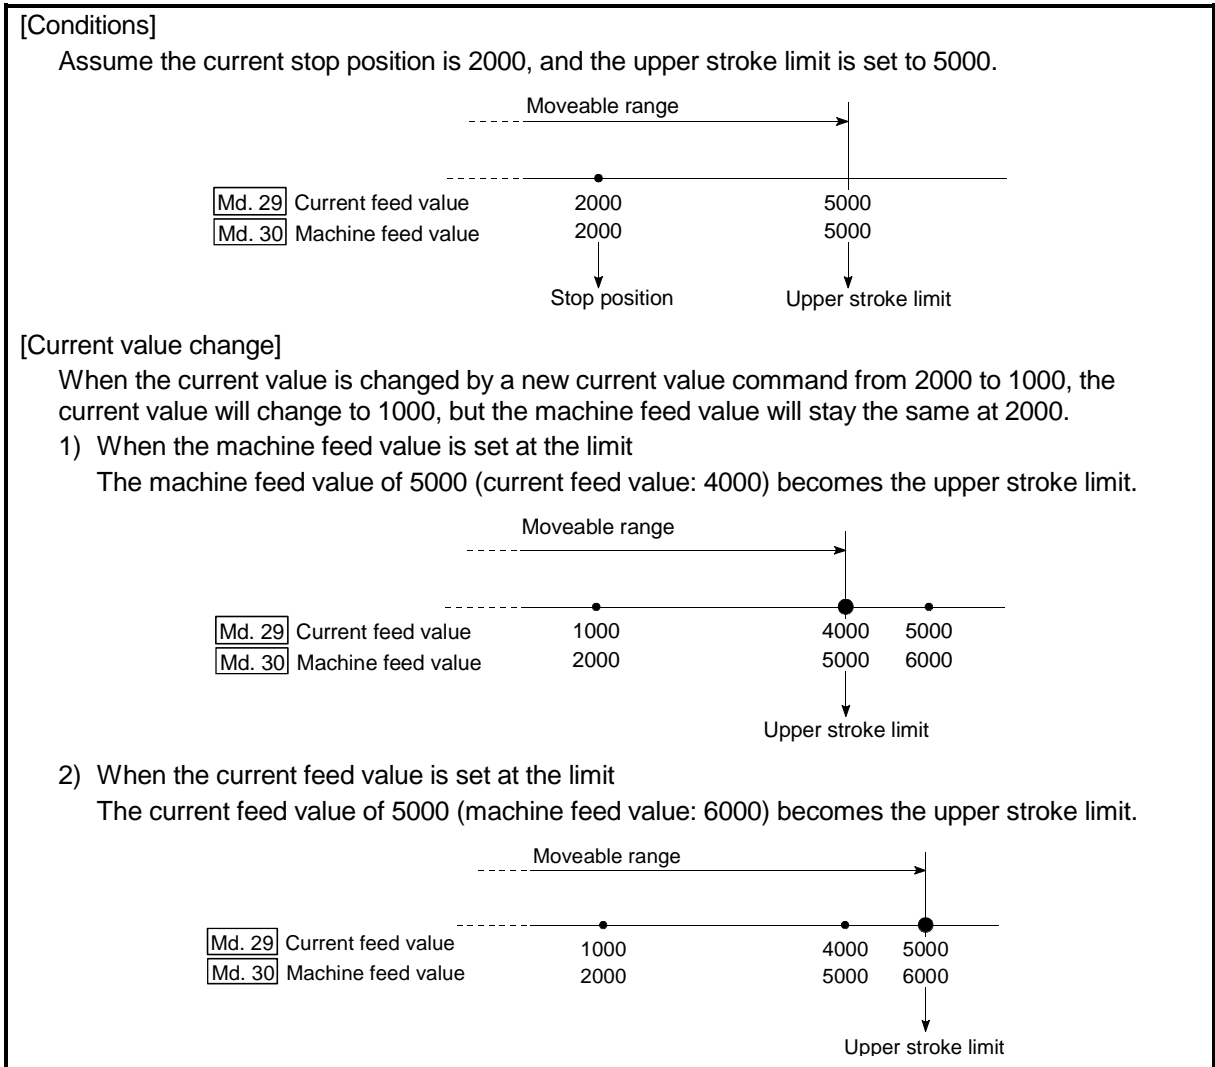 [Conditions]
Assume the current stop position is 2000, and the upper stroke limit is set to 5000.
Moveable range
Md. 29 Current feed value 2000 5000
Md. 30 Machine feed value 2000 5000
Stop position Upper stroke limit
[Current value change]
When the current value is changed by a new current value command from 2000 to 1000, the
current value will change to 1000, but the machine feed value will stay the same at 2000.
1) When the machine feed value is set at the limit
The machine feed value of 5000 (current feed value: 4000) becomes the upper stroke limit.
Moveable range
Md. 29 Current feed value 1000 4000 5000
Md. 30 Machine feed value 2000 5000 6000
Upper stroke limit
2) When the current feed value is set at the limit
The current feed value of 5000 (machine feed value: 6000) becomes the upper stroke limit.
Moveable range
Md. 29 Current feed value 1000 4000 5000
Md. 30 Machine feed value 2000 5000 6000
Upper stroke limit